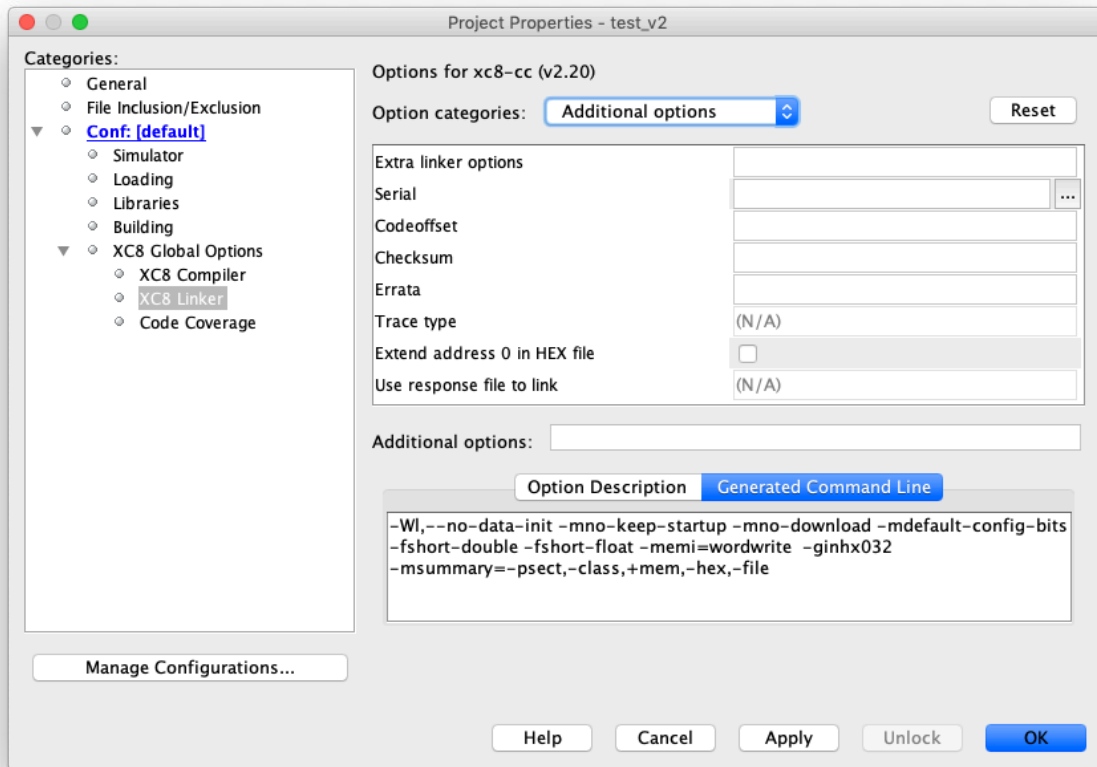 Project Properties - test_v2
Categories:
General
File Inclusion/Exclusion
Conf: [default]
Simulator
Loading
Libraries
Building
XC8 Global Options
XC8 Compiler
XC8 Linker
Code Coverage
Manage Configurations...
Options for xc8-cc (v2.20)
Option categories: Additional options Reset
Extra linker options
Serial ...
Codeoffset
Checksum
Errata
Trace type (N/A)
Extend address 0 in HEX file
Use response file to link (N/A)
Additional options:
Option Description Generated Command Line
-Wl,--no-data-init -mno-keep-startup -mno-download -mdefault-config-bits
-fshort-double -fshort-float -memi=wordwrite -ginhx032
-msummary=-psect,-class,+mem,-hex,-file
Help Cancel Apply Unlock OK